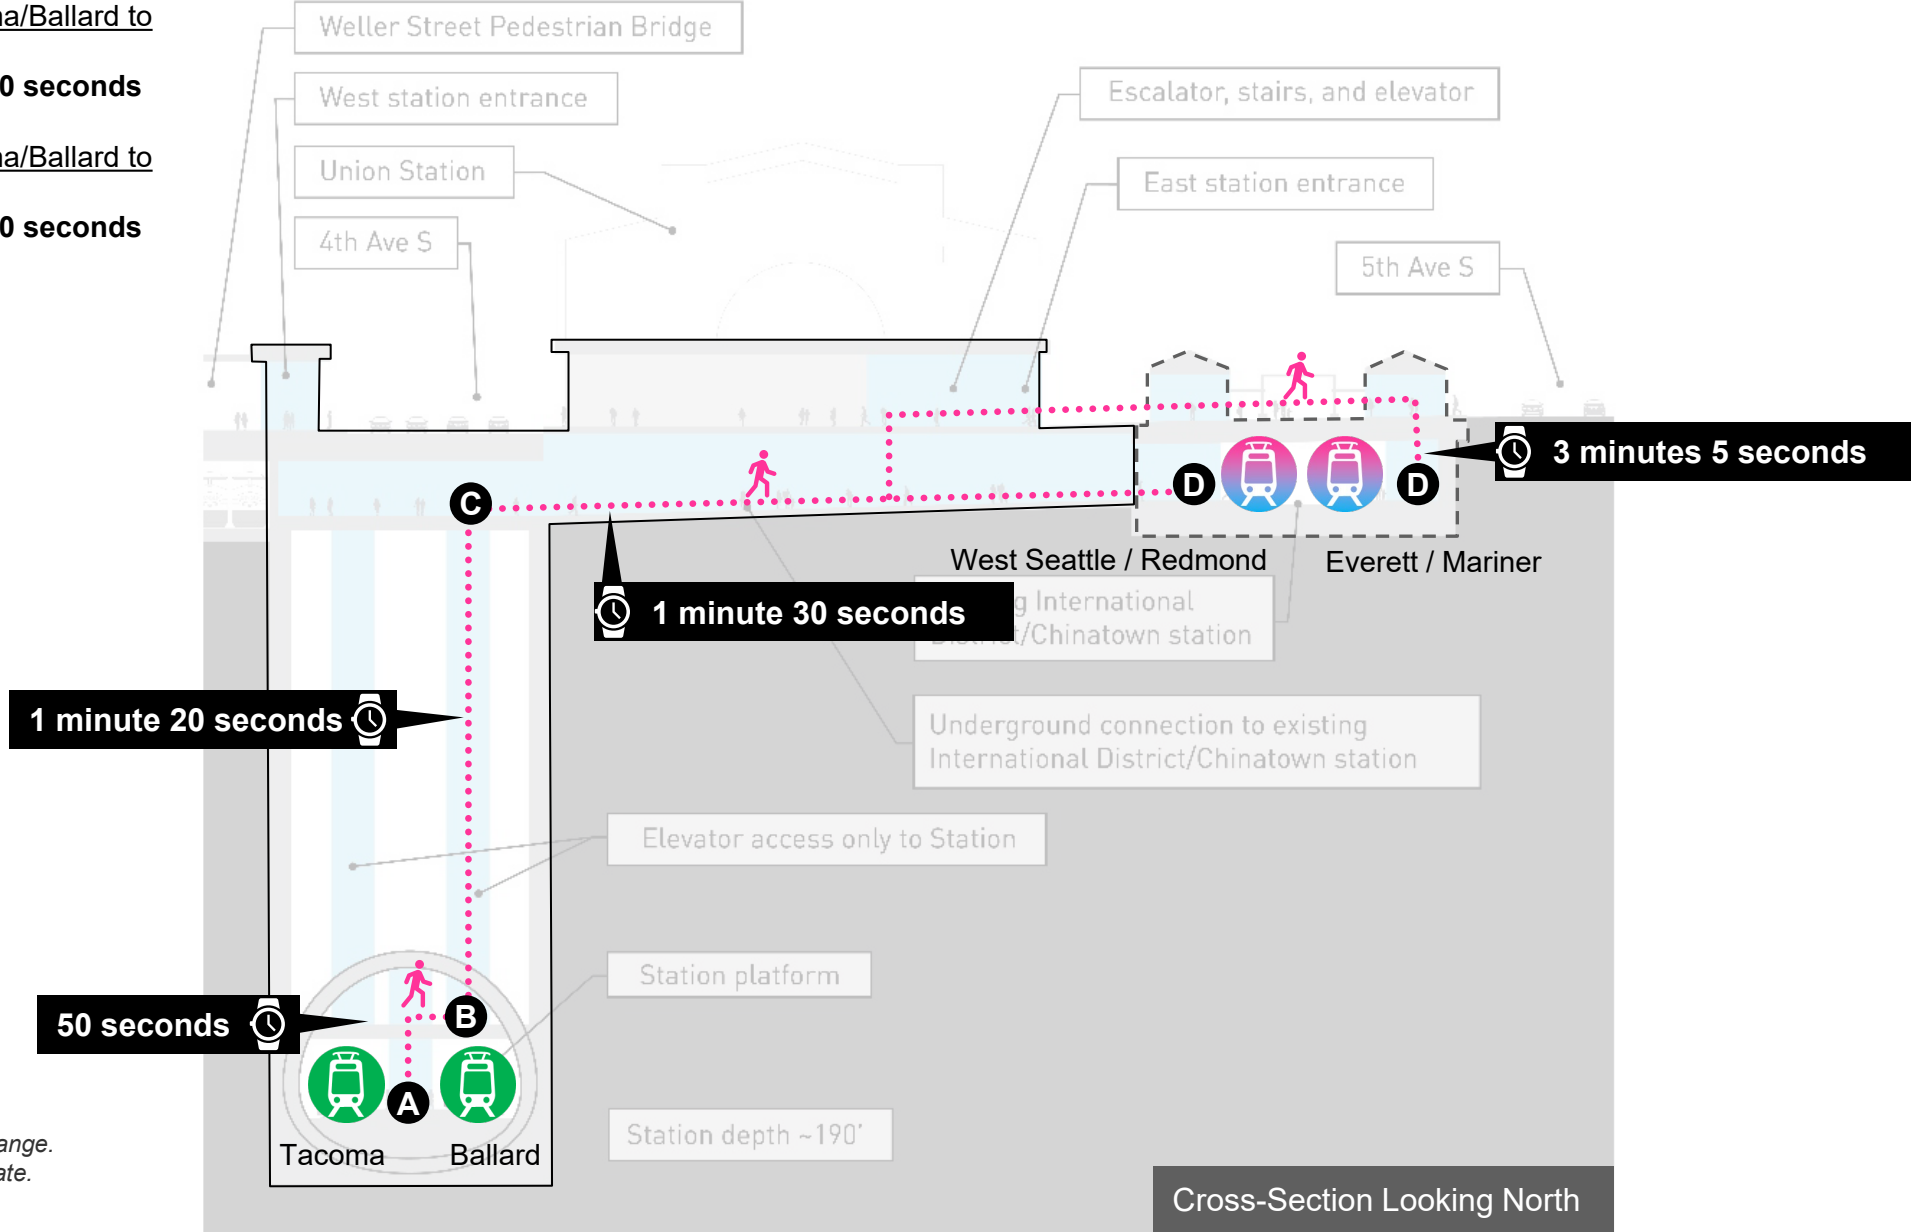 na/Ballard to
0 seconds
na/Ballard to
0 seconds
Weller Street Pedestrian Bridge
West station entrance
Union Station
4th Ave S
Escalator, stairs, and elevator
East station entrance
5th Ave S
C
D
D
3 minutes 5 seconds
West Seattle / Redmond
Everett / Mariner
1 minute 30 seconds
g International
District/Chinatown station
1 minute 20 seconds
Underground connection to existing
International District/Chinatown station
Elevator access only to Station
Station platform
50 seconds
B
A
Station depth ~190'
Tacoma
Ballard
ange.
ate.
Cross-Section Looking North